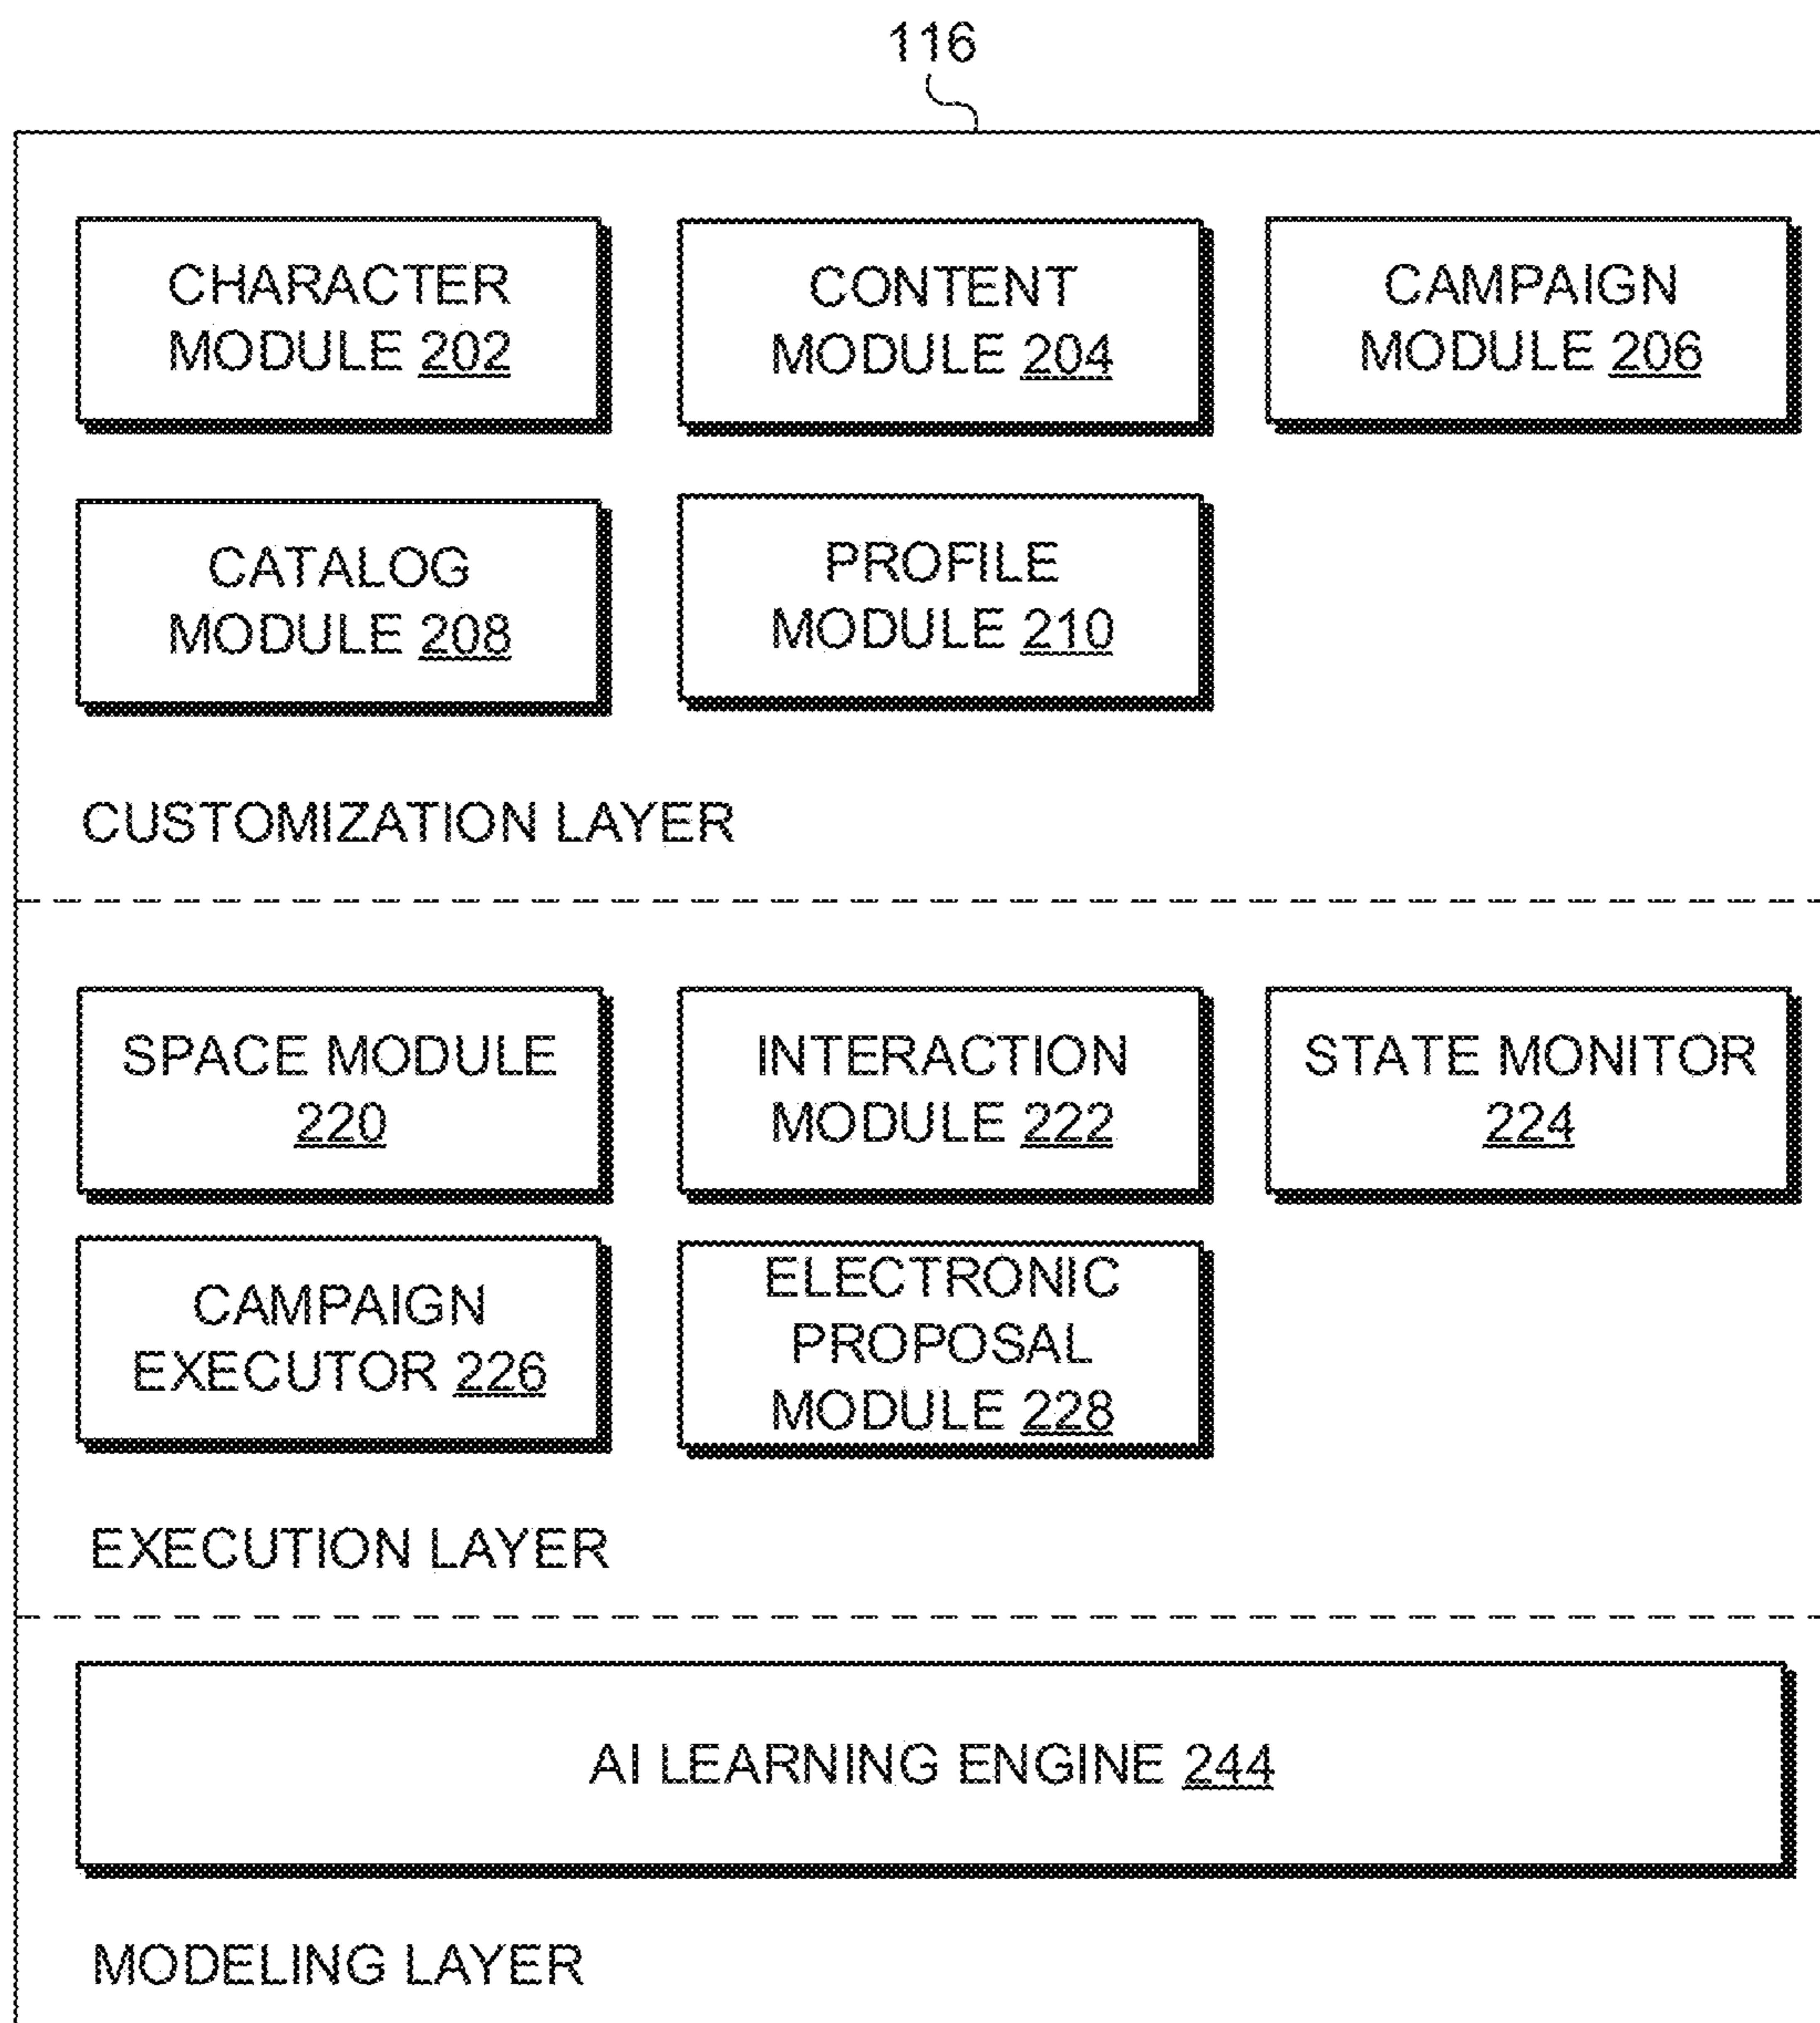 116
CHARACTER
MODULE 202
CONTENT
MODULE 204
CAMPAIGN
MODULE 206
CATALOG
MODULE 208
PROFILE
MODULE 210
CUSTOMIZATION LAYER
SPACE MODULE
220
INTERACTION
MODULE 222
STATE MONITOR
224
CAMPAIGN
EXECUTOR 226
ELECTRONIC
PROPOSAL
MODULE 228
EXECUTION LAYER
AI LEARNING ENGINE 244
MODELING LAYER